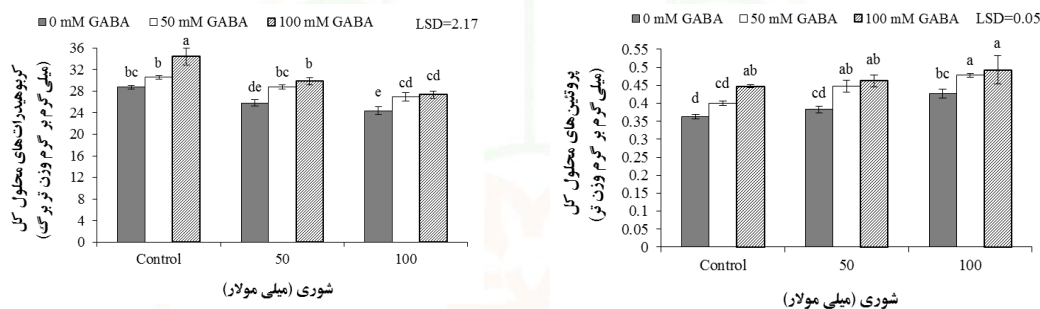 0 mM GABA 50 mM GABA 100 mM GABA LSD=2.17
کربوهیدرات‌های محلول کل
(میلی گرم بر گرم وزن تر برگ)
36
32
28
24
20
16
12
8
4
0
bc b a
de bc b
e cd cd
Control 50 100
شوری (میلی مولار)
0 mM GABA 50 mM GABA 100 mM GABA LSD=0.05
پروتئین‌های محلول کل
(میلی گرم بر گرم وزن تر)
0.55
0.5
0.45
0.4
0.35
0.3
0.25
0.2
0.15
0.1
0.05
0
d cd ab
cd ab ab
bc a a
Control 50 100
شوری (میلی مولار)